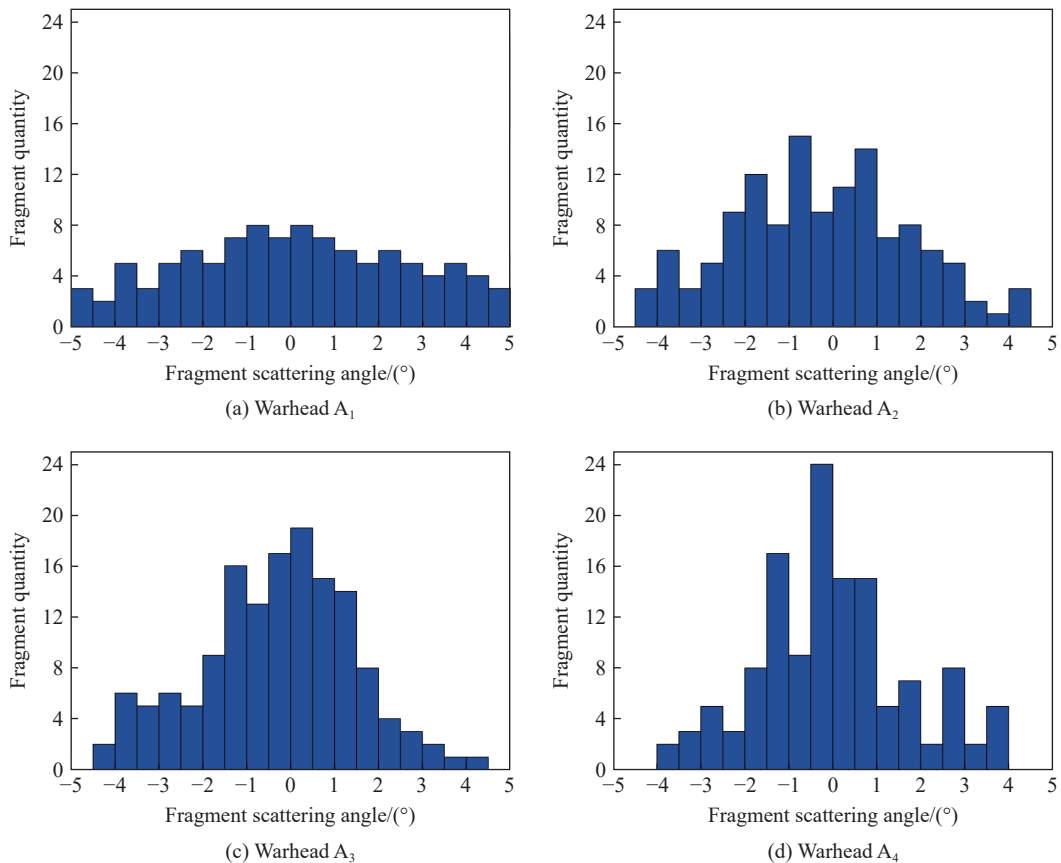 24
20
16
12
8
4
0
Fragment quantity
−5 −4 −3 −2 −1 0 1 2 3 4 5
Fragment scattering angle/(°)
(a) Warhead A₁
24
20
16
12
8
4
0
Fragment quantity
−5 −4 −3 −2 −1 0 1 2 3 4 5
Fragment scattering angle/(°)
(b) Warhead A₂
24
20
16
12
8
4
0
Fragment quantity
−5 −4 −3 −2 −1 0 1 2 3 4 5
Fragment scattering angle/(°)
(c) Warhead A₃
24
20
16
12
8
4
0
Fragment quantity
−5 −4 −3 −2 −1 0 1 2 3 4 5
Fragment scattering angle/(°)
(d) Warhead A₄